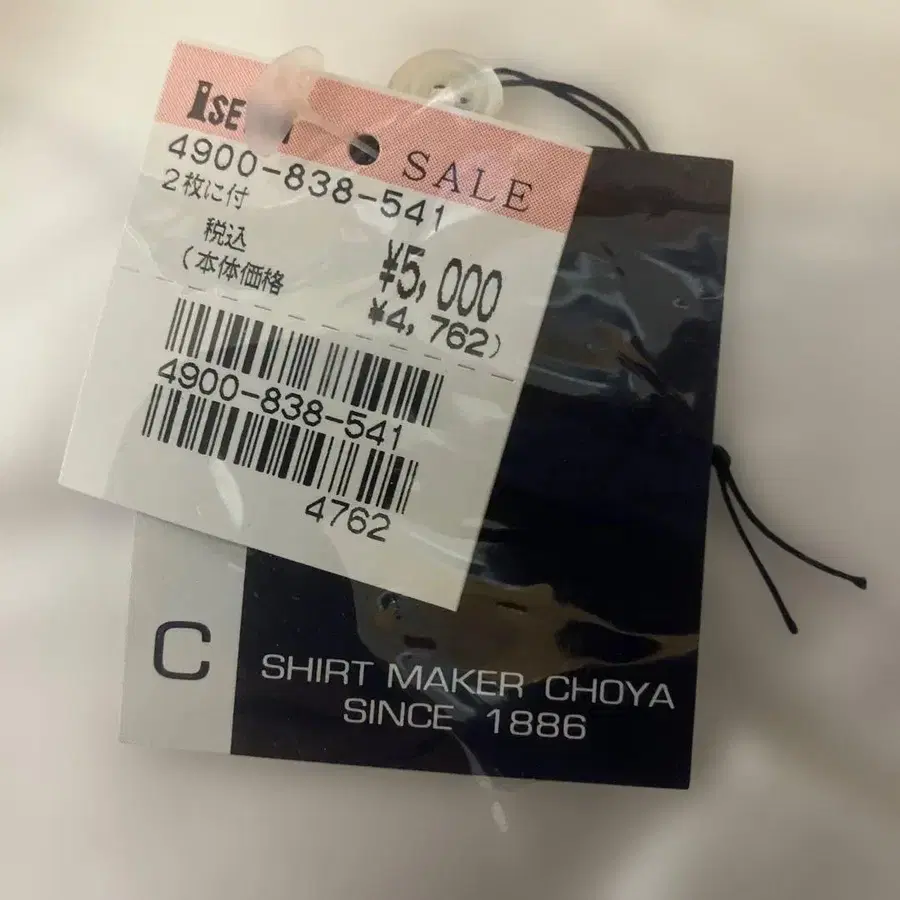 SALE
4900-838-541
2枚に付
税込 ¥5,000
(本体価格 ¥4,762)
4900-838-541
4762
C
SHIRT MAKER CHOYA
SINCE 1886